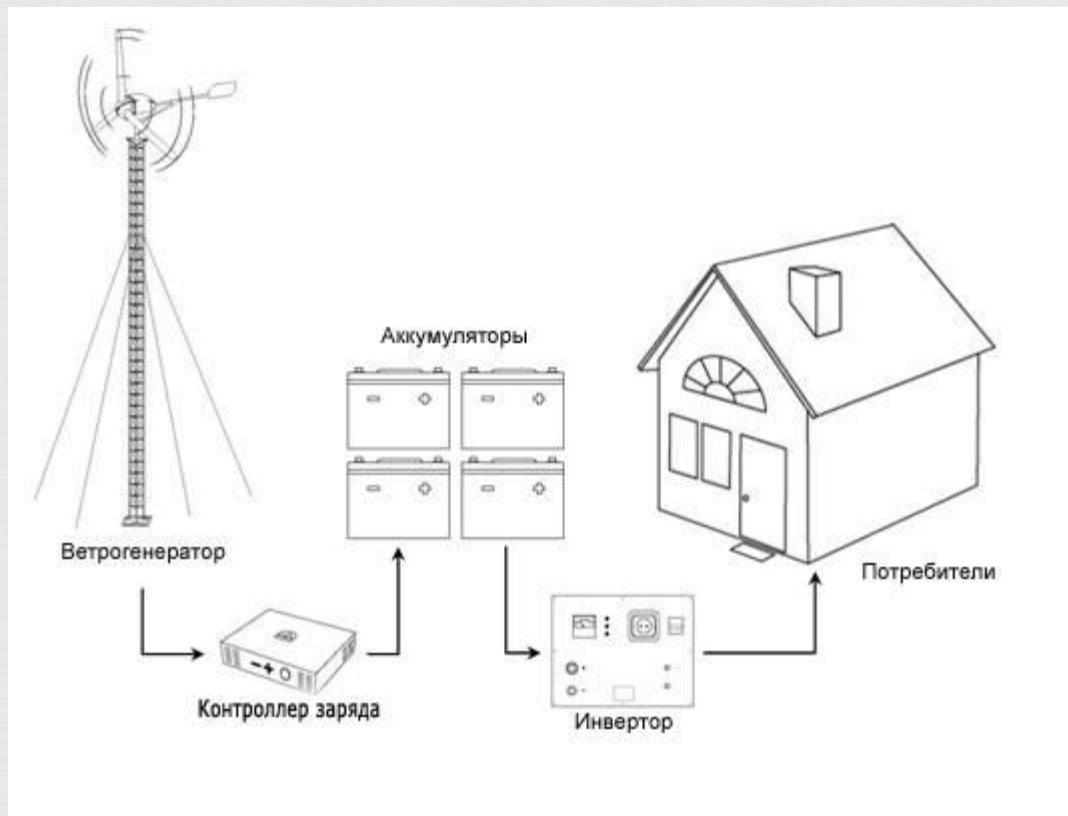 Аккумуляторы
Ветрогенератор
Потребители
Контроллер заряда
Инвертор